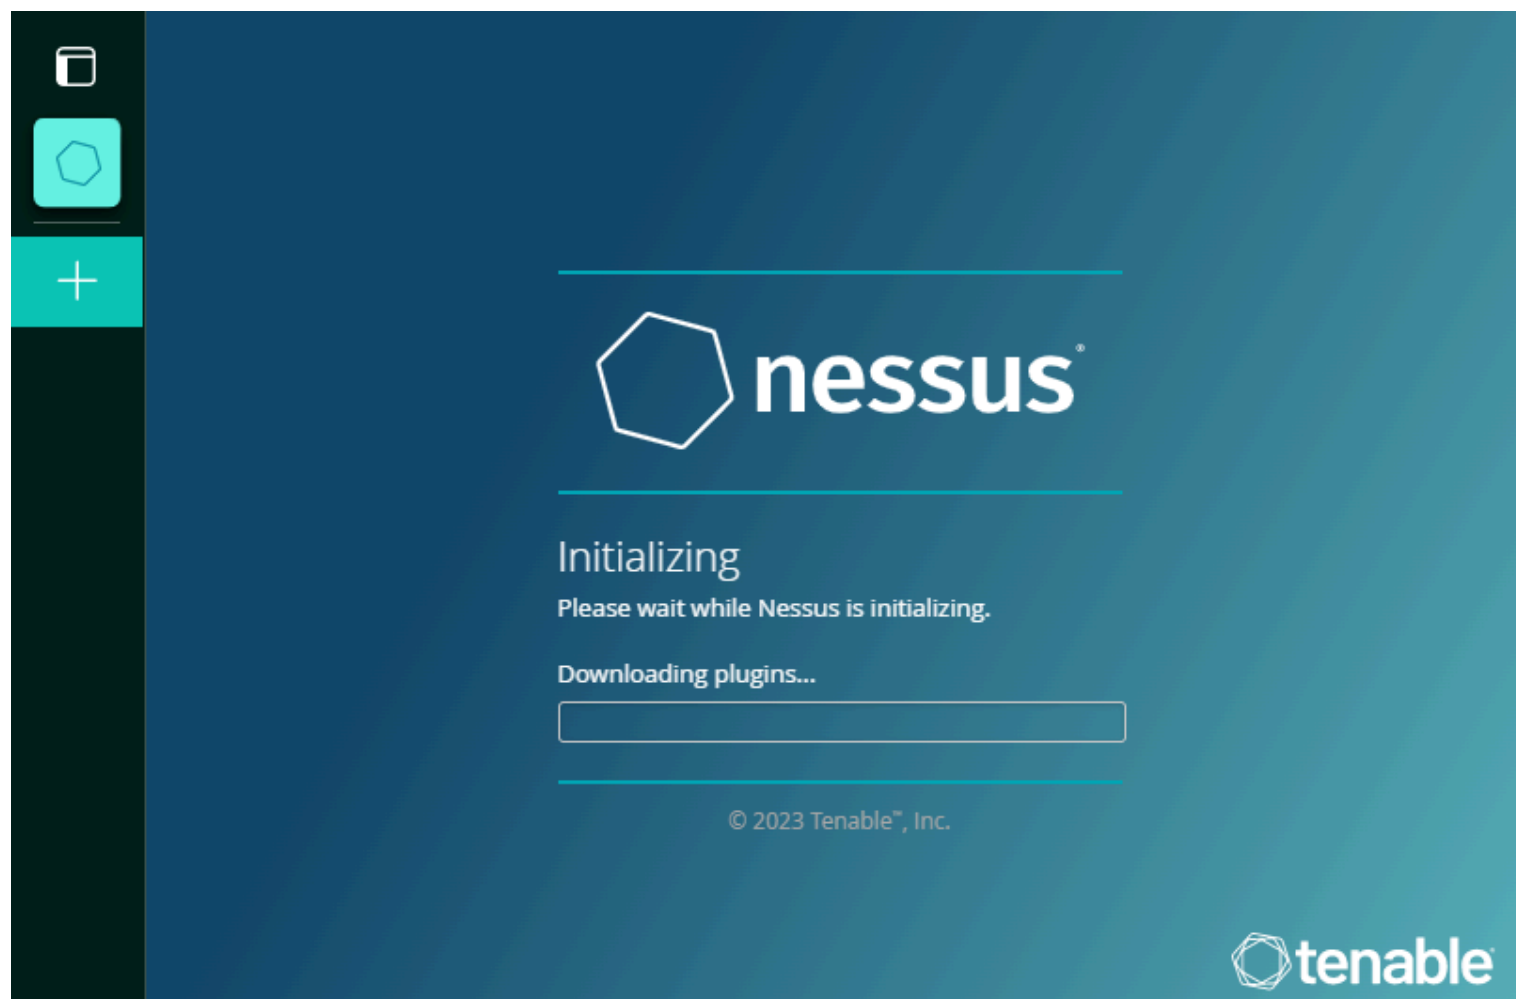 nessus®
Initializing
Please wait while Nessus is initializing.
Downloading plugins...
© 2023 Tenable™, Inc.
tenable